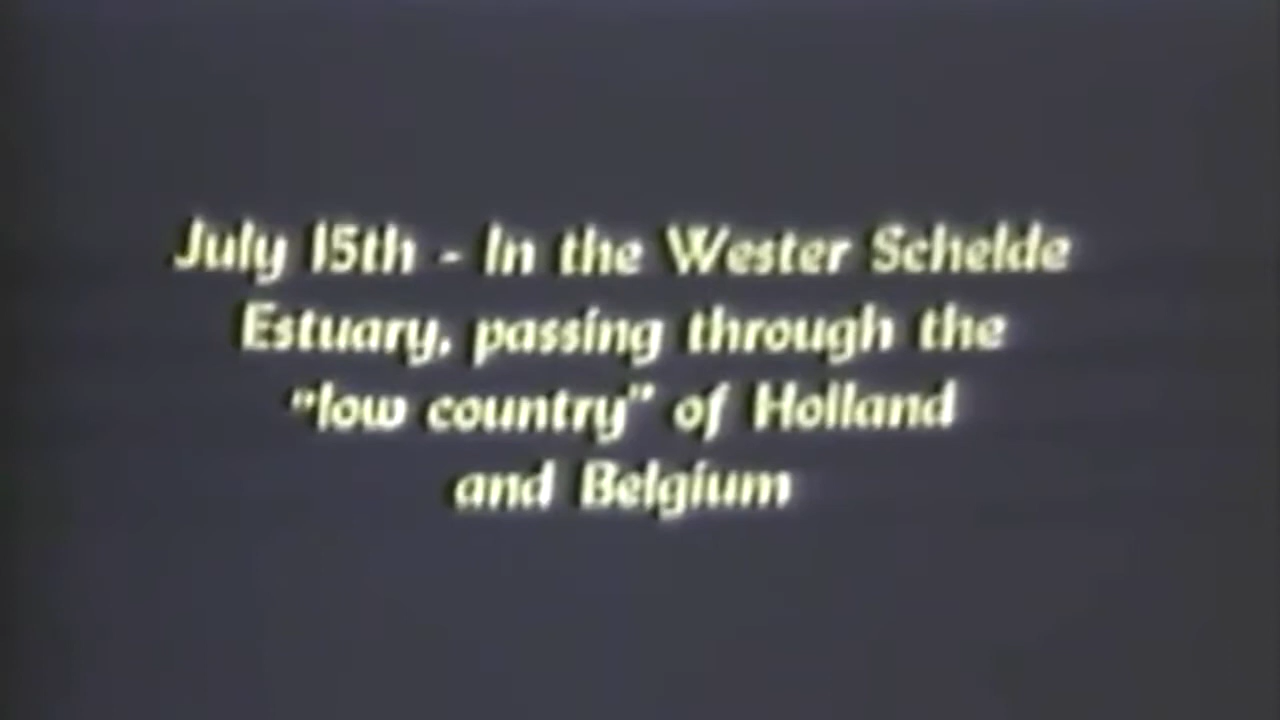 July 15th - In the Wester Schelde
Estuary, passing through the
"low country" of Holland
and Belgium